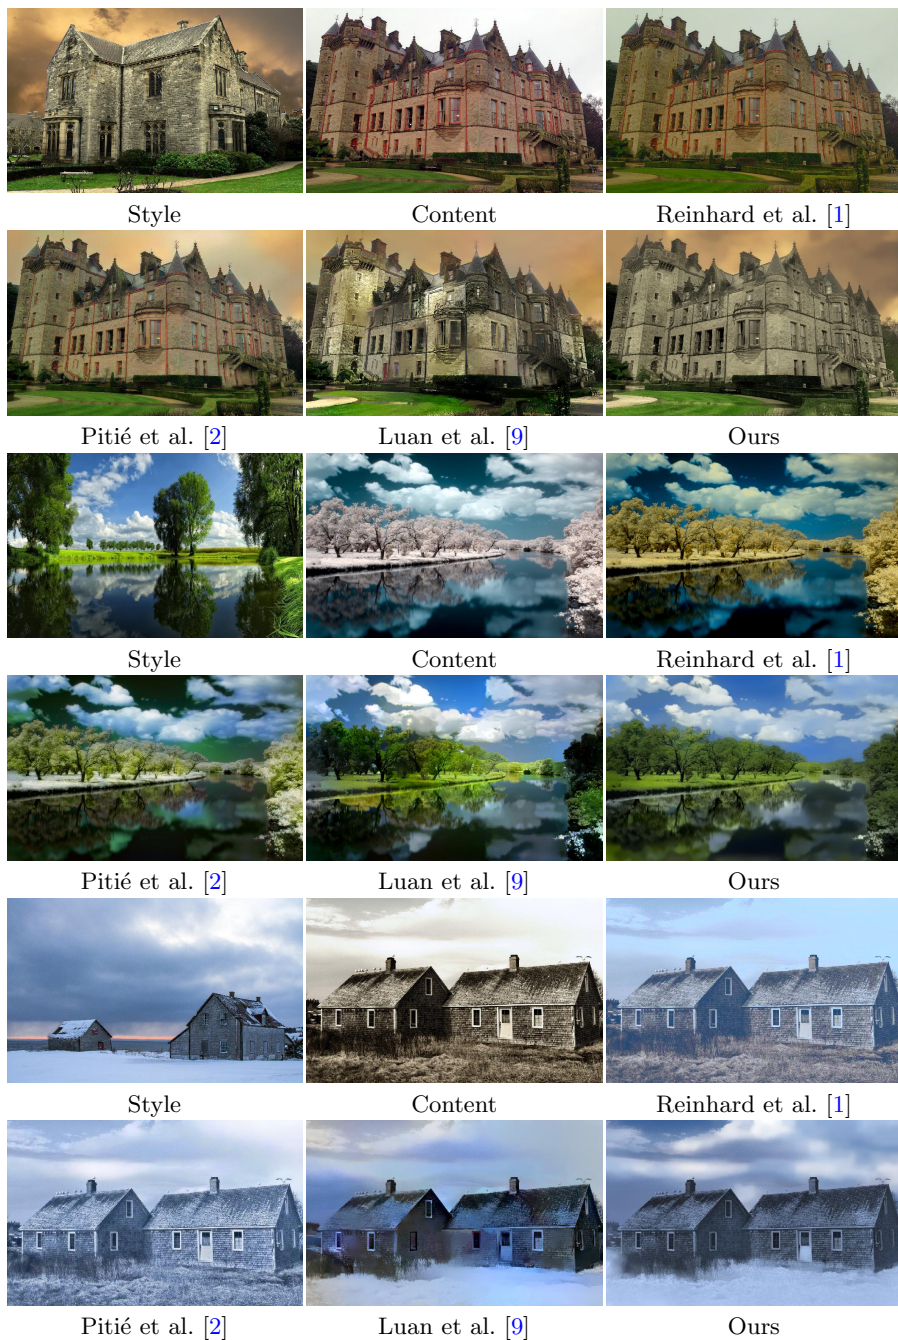 Style Content Reinhard et al. [1]
Pitié et al. [2] Luan et al. [9] Ours
Style Content Reinhard et al. [1]
Pitié et al. [2] Luan et al. [9] Ours
Style Content Reinhard et al. [1]
Pitié et al. [2] Luan et al. [9] Ours